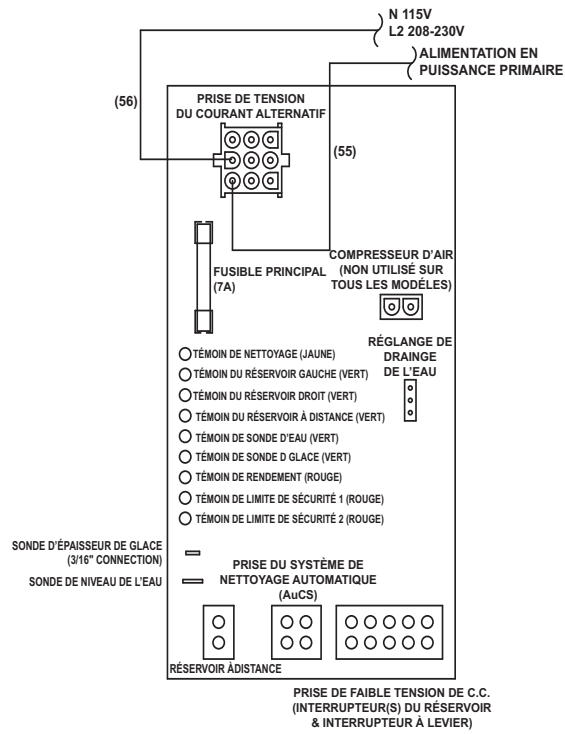 N 115V
L2 208-230V
ALIMENTATION EN
PUISSANCE PRIMAIRE
(56)
PRISE DE TENSION
DU COURANT ALTERNATIF
(55)
COMPRESSEUR D'AIR
(NON UTILISÉ SUR
TOUS LES MODÉLES)
FUSIBLE PRINCIPAL
(7A)
RÉGLANGE DE
DRAINGE
DE L'EAU
TÉMOIN DE NETTOYAGE (JAUNE)
TÉMOIN DU RÉSERVOIR GAUCHE (VERT)
TÉMOIN DU RÉSERVOIR DROIT (VERT)
TÉMOIN DU RÉSERVOIR À DISTANCE (VERT)
TÉMOIN DE SONDE D'EAU (VERT)
TÉMOIN DE SONDE D GLACE (VERT)
TÉMOIN DE RENDEMENT (ROUGE)
TÉMOIN DE LIMITE DE SÉCURITÉ 1 (ROUGE)
TÉMOIN DE LIMITE DE SÉCURITÉ 2 (ROUGE)
SONDE D'ÉPAISSEUR DE GLACE
(3/16" CONNECTION)
SONDE DE NIVEAU DE L'EAU
PRISE DU SYSTÈME DE
NETTOYAGE AUTOMATIQUE
(AuCS)
RÉSERVOIR ÀDISTANCE
PRISE DE FAIBLE TENSION DE C.C.
(INTERRUPTEUR(S) DU RÉSERVOIR
& INTERRUPTEUR À LEVIER)